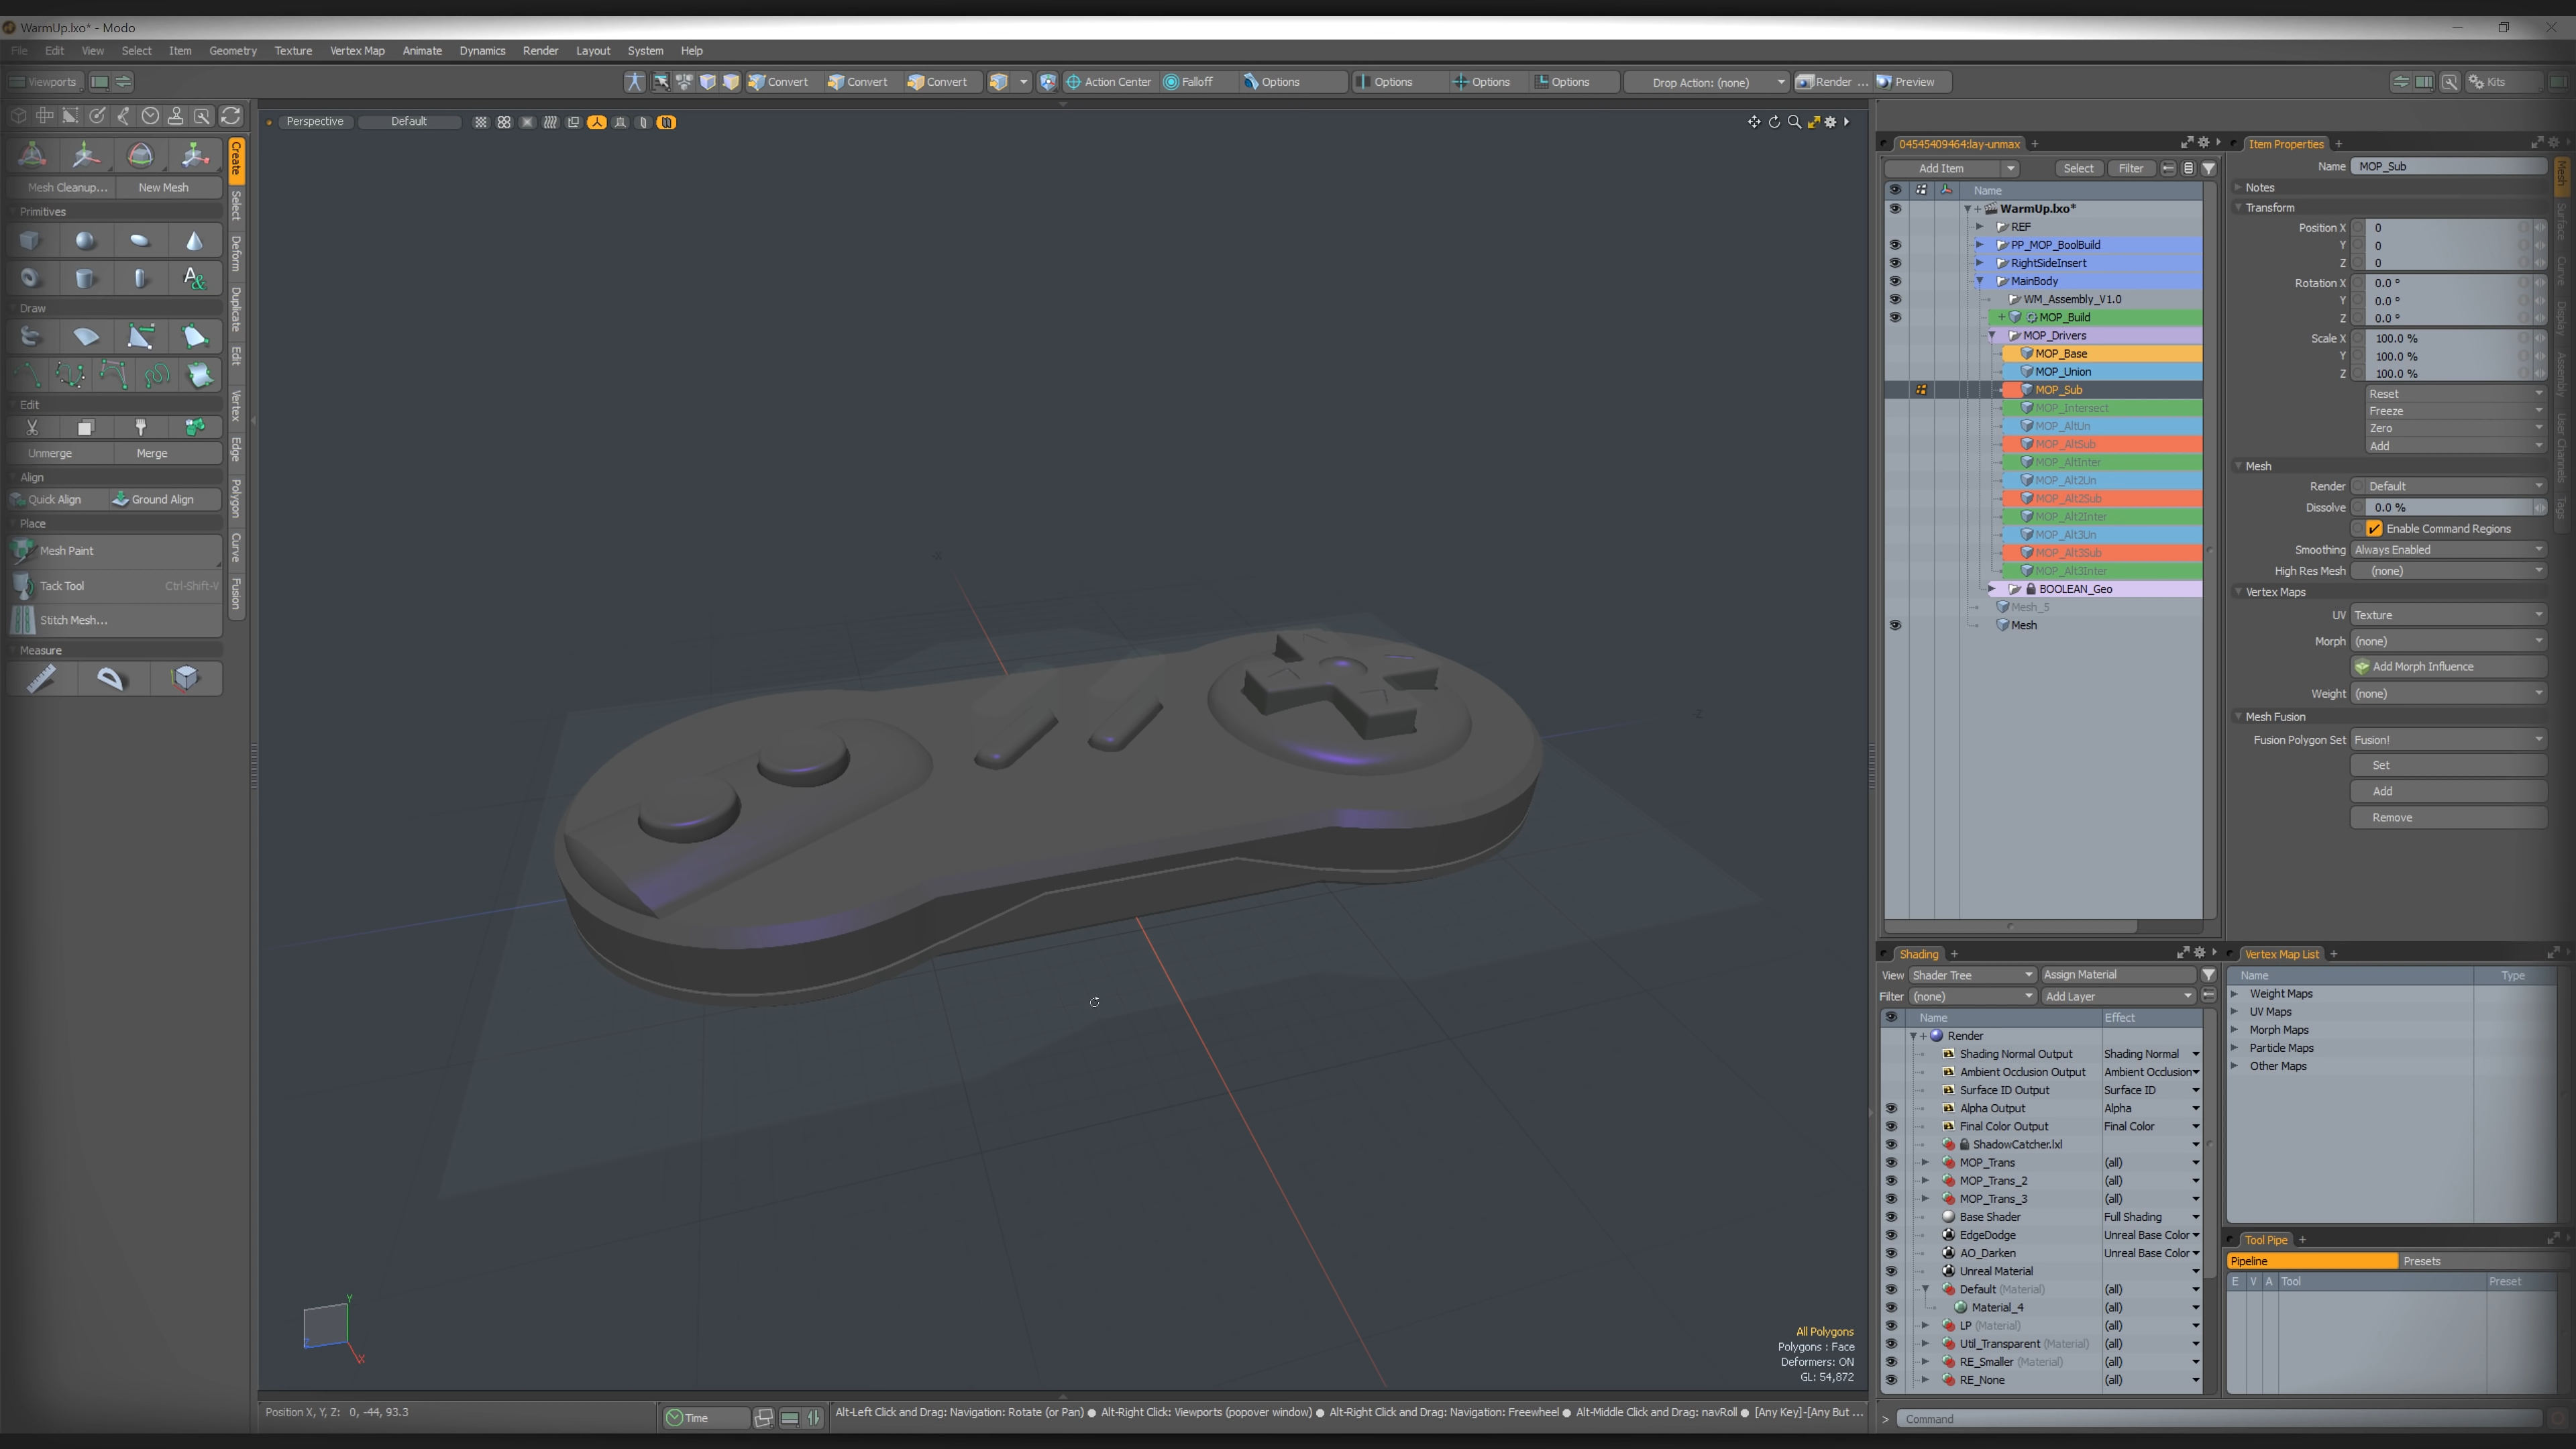 WarmUp.lxo* - Modo
File Edit View Select Item Geometry Texture Vertex Map Animate Dynamics Render Layout System Help
Viewports Convert Convert Convert Action Center Falloff Options Options Options Options Drop Action: (none) Render ... Preview Kits
Perspective Default
Mesh Cleanup... New Mesh
Primitives
Draw
Edit
Unmerge Merge
Align
Quick Align Ground Align
Place
Mesh Paint
Tack Tool Ctrl-Shift-V
Stitch Mesh...
Measure
Create
Select
Deform
Duplicate
Edit
Vertex
Edge
Polygon
Curve
Fusion
-X
-Z
Y
Z
X
All Polygons
Polygons : Face
Deformers: ON
GL: 54,872
04545409464:lay-unmax +
Add Item Select Filter
Name
WarmUp.lxo*
REF
PP_MOP_BoolBuild
RightSideInsert
MainBody
WM_Assembly_V1.0
MOP_Build
MOP_Drivers
MOP_Base
MOP_Union
MOP_Sub
MOP_Intersect
MOP_AltUn
MOP_AltSub
MOP_AltInter
MOP_Alt2Un
MOP_Alt2Sub
MOP_Alt2Inter
MOP_Alt3Un
MOP_Alt3Sub
MOP_Alt3Inter
BOOLEAN_Geo
Mesh_5
Mesh
Item Properties +
Name MOP_Sub
Notes
Transform
Position X 0
Y 0
Z 0
Rotation X 0.0 °
Y 0.0 °
Z 0.0 °
Scale X 100.0 %
Y 100.0 %
Z 100.0 %
Reset
Freeze
Zero
Add
Mesh
Render Default
Dissolve 0.0 %
Enable Command Regions
Smoothing Always Enabled
High Res Mesh (none)
Vertex Maps
UV Texture
Morph (none)
Add Morph Influence
Weight (none)
Mesh Fusion
Fusion Polygon Set Fusion!
Set
Add
Remove
Mesh
Surface
Curve
Display
Assembly
User Channels
Tags
Shading +
View Shader Tree Assign Material
Filter (none) Add Layer
Name Effect
Render
Shading Normal Output Shading Normal
Ambient Occlusion Output Ambient Occlusion
Surface ID Output Surface ID
Alpha Output Alpha
Final Color Output Final Color
ShadowCatcher.lxl
MOP_Trans (all)
MOP_Trans_2 (all)
MOP_Trans_3 (all)
Base Shader Full Shading
EdgeDodge Unreal Base Color
AO_Darken Unreal Base Color
Unreal Material
Default (Material) (all)
Material_4 (all)
LP (Material) (all)
Util_Transparent (Material) (all)
RE_Smaller (Material) (all)
RE_None (all)
Vertex Map List +
Name Type
Weight Maps
UV Maps
Morph Maps
Particle Maps
Other Maps
Tool Pipe +
Pipeline Presets
E V A Tool Preset
Position X, Y, Z: 0, -44, 93.3 Time Alt-Left Click and Drag: Navigation: Rotate (or Pan) ● Alt-Right Click: Viewports (popover window) ● Alt-Right Click and Drag: Navigation: Freewheel ● Alt-Middle Click and Drag: navRoll ● [Any Key]-[Any But ...
> Command